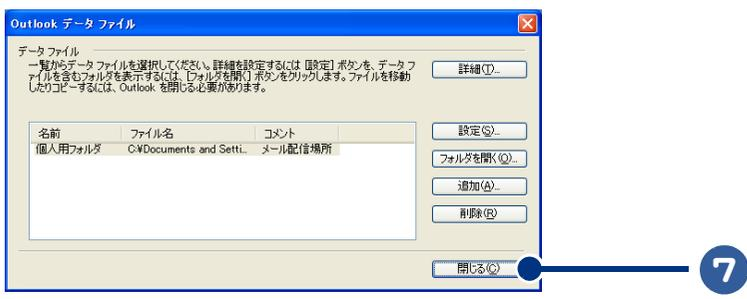 Outlook データ ファイル
データ ファイル
一覧からデータ ファイルを選択してください。詳細を設定するには [設定] ボタンを、データ フ
ァイルを含むフォルダを表示するには、[フォルダを開く] ボタンをクリックします。ファイルを移動
したりコピーするには、Outlook を閉じる必要があります。
詳細(T)...
名前 ファイル名 コメント
個人用フォルダ C:¥Documents and Setti... メール配信場所
設定(S)...
フォルダを開く(O)...
追加(A)...
削除(R)
閉じる(C)
7